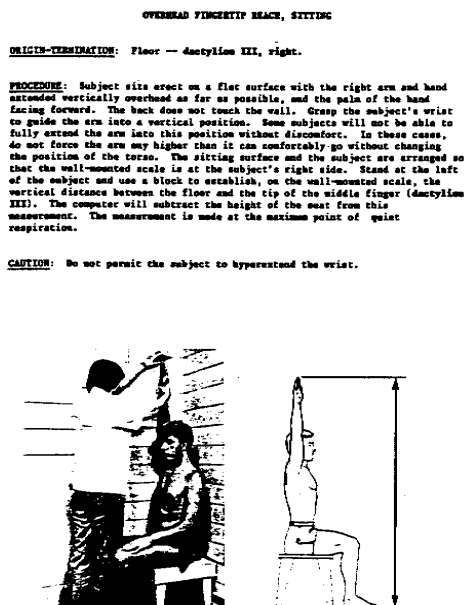 OVERHEAD FINGERTIP REACH, SITTING
ORIGIN-TERMINATION: Floor -- dactylion III, right.
PROCEDURE: Subject sits erect on a flat surface with the right arm and hand
extended vertically overhead as far as possible, and the palm of the hand
facing forward. The back does not touch the wall. Grasp the subject's wrist
to guide the arm into a vertical position. Some subjects will not be able to
fully extend the arm into this position without discomfort. In these cases,
do not force the arm any higher than it can comfortably go without changing
the position of the torso. The sitting surface and the subject are arranged so
that the wall-mounted scale is at the subject's right side. Stand at the left
of the subject and use a block to establish, on the wall-mounted scale, the
vertical distance between the floor and the tip of the middle finger (dactylion
III). The computer will subtract the height of the seat from this
measurement. The measurement is made at the maximum point of quiet
respiration.
CAUTION: Do not permit the subject to hyperextend the wrist.